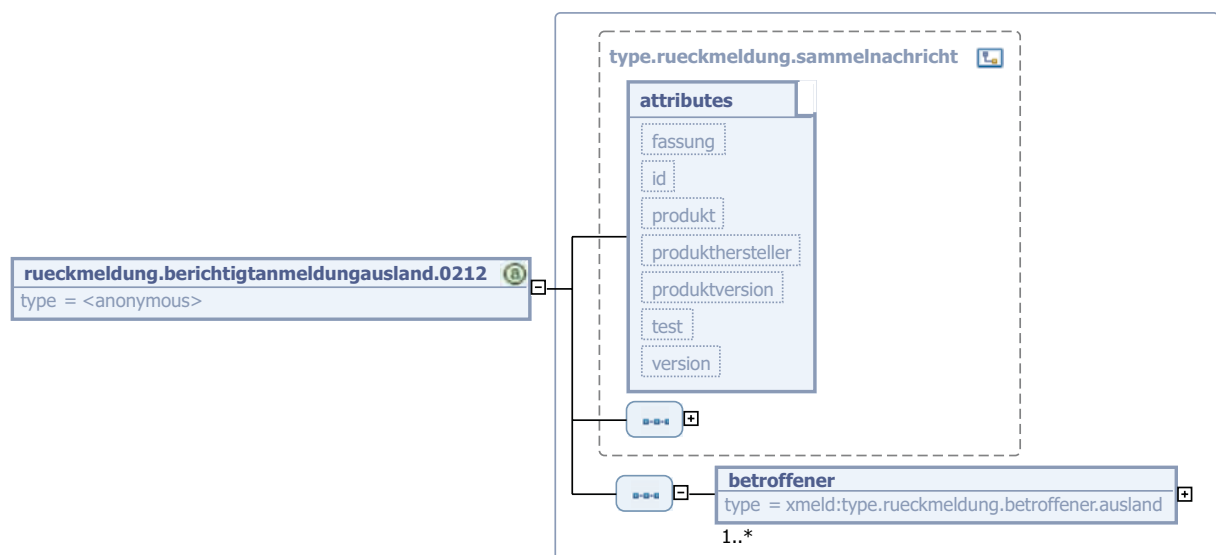 type.rueckmeldung.sammelnachricht
attributes
fassung
id
produkt
produkthersteller
produktversion
test
version
rueckmeldung.berichtigtanmeldungausland.0212
type = <anonymous>
betroffener
type = xmeld:type.rueckmeldung.betroffener.ausland
1..*